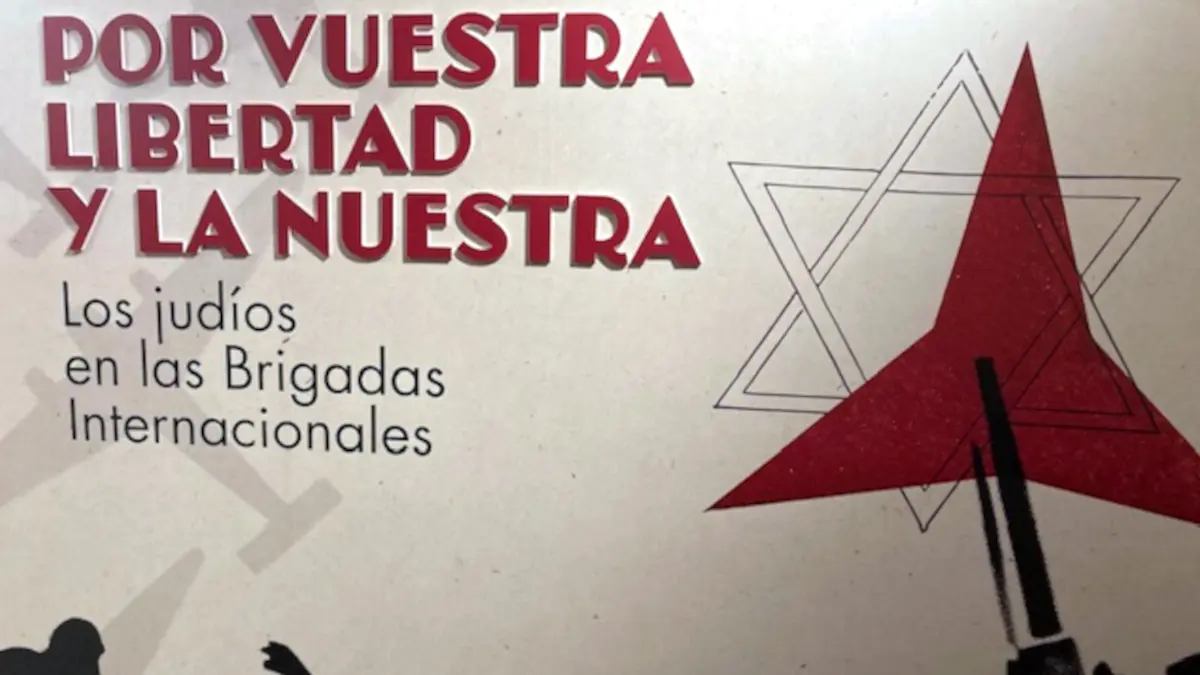 POR VUESTRA
LIBERTAD
Y LA NUESTRA
Los judíos
en las Brigadas
Internacionales